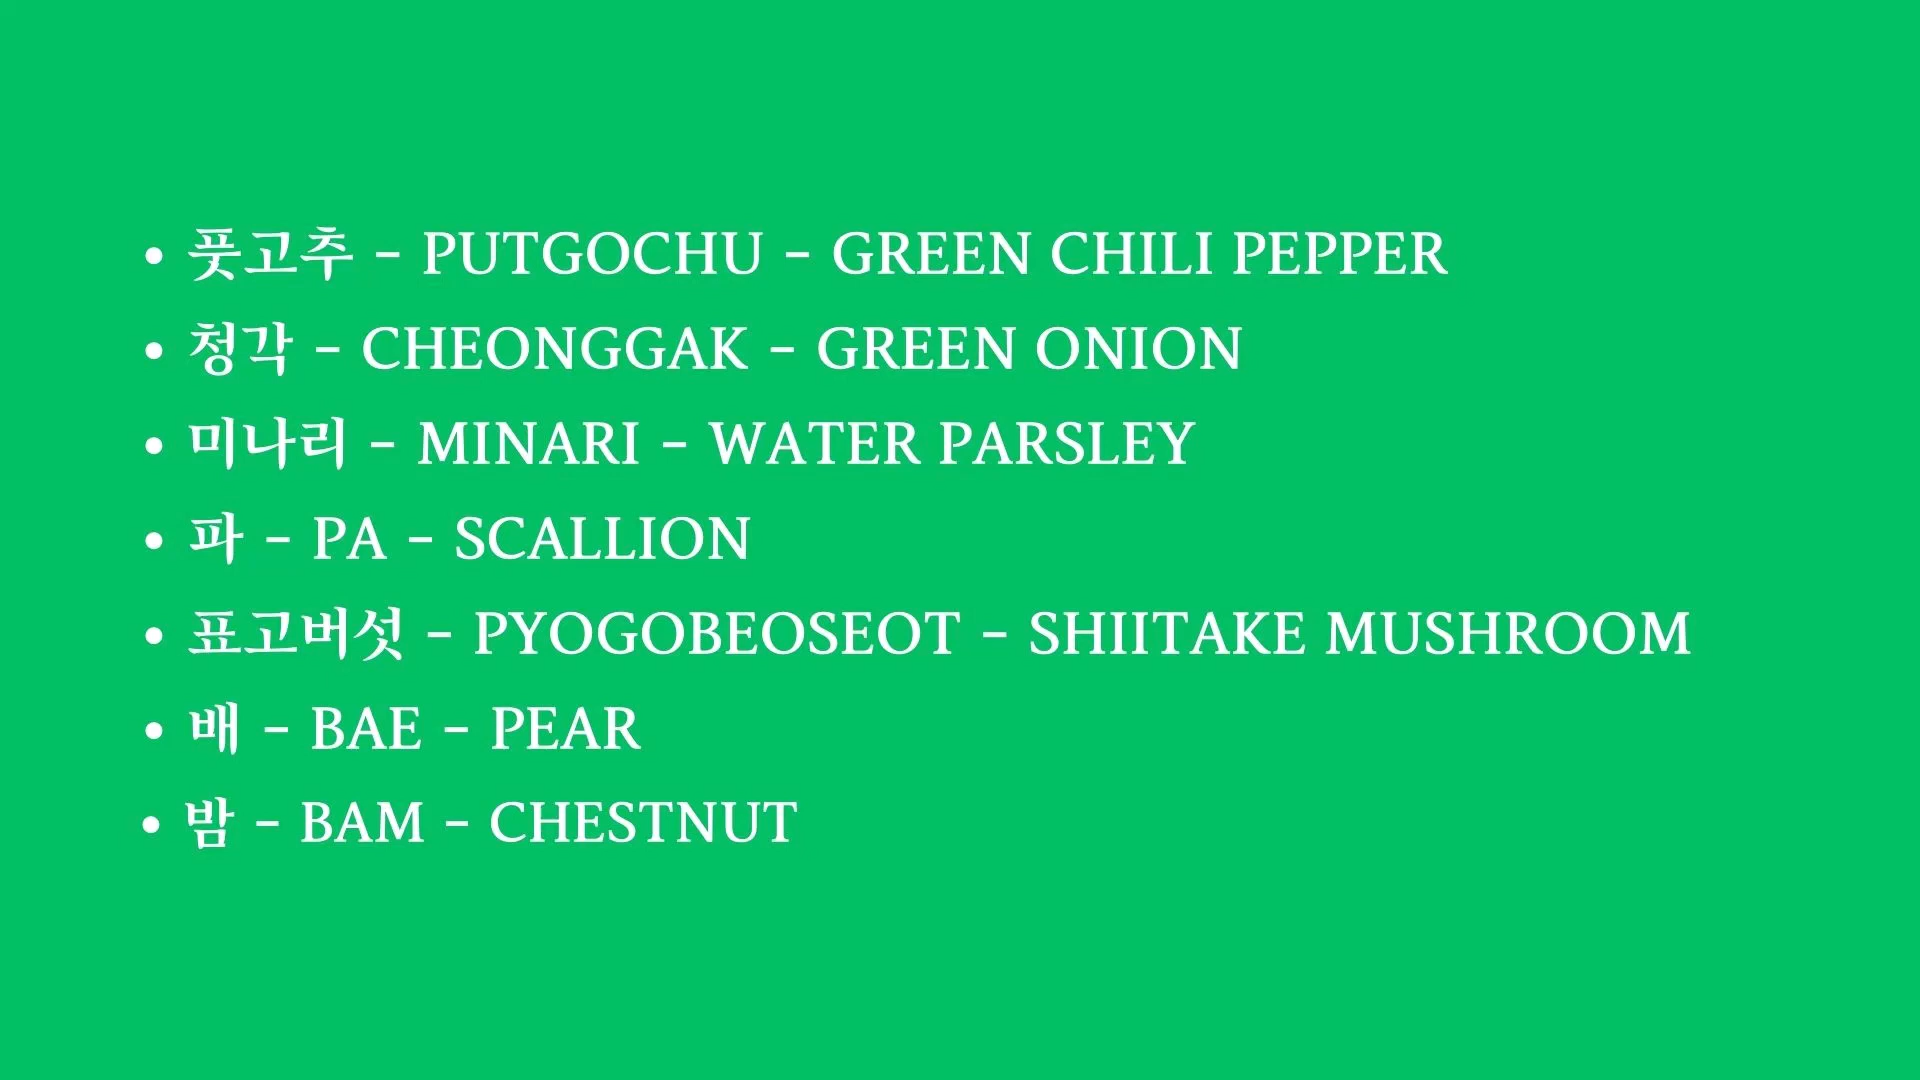 • 풋고추 - PUTGOCHU - GREEN CHILI PEPPER
• 청각 - CHEONGGAK - GREEN ONION
• 미나리 - MINARI - WATER PARSLEY
• 파 - PA - SCALLION
• 표고버섯 - PYOGOBEOSEOT - SHIITAKE MUSHROOM
• 배 - BAE - PEAR
• 밤 - BAM - CHESTNUT